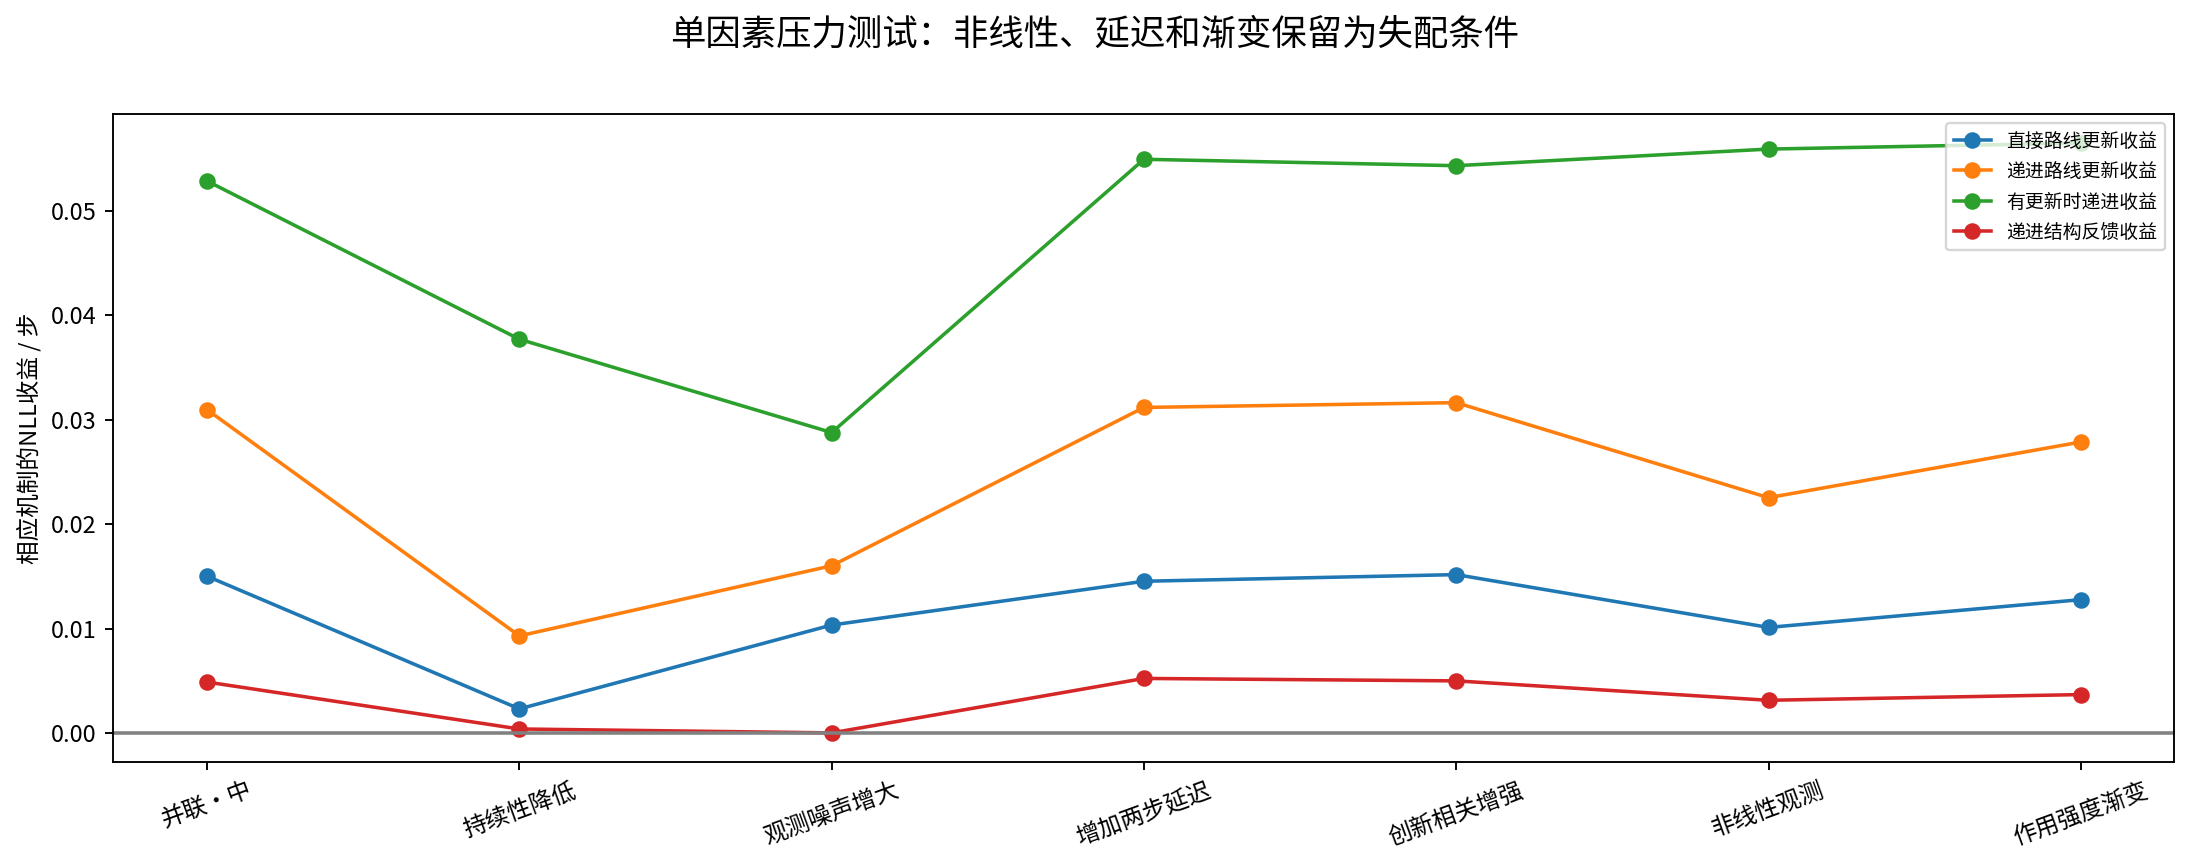 单因素压力测试：非线性、延迟和渐变保留为失配条件
直接路线更新收益
递进路线更新收益
有更新时递进收益
递进结构反馈收益
相应机制的NLL收益 / 步
0.05
0.04
0.03
0.02
0.01
0.00
并联·中
持续性降低
观测噪声增大
增加两步延迟
创新相关增强
非线性观测
作用强度渐变